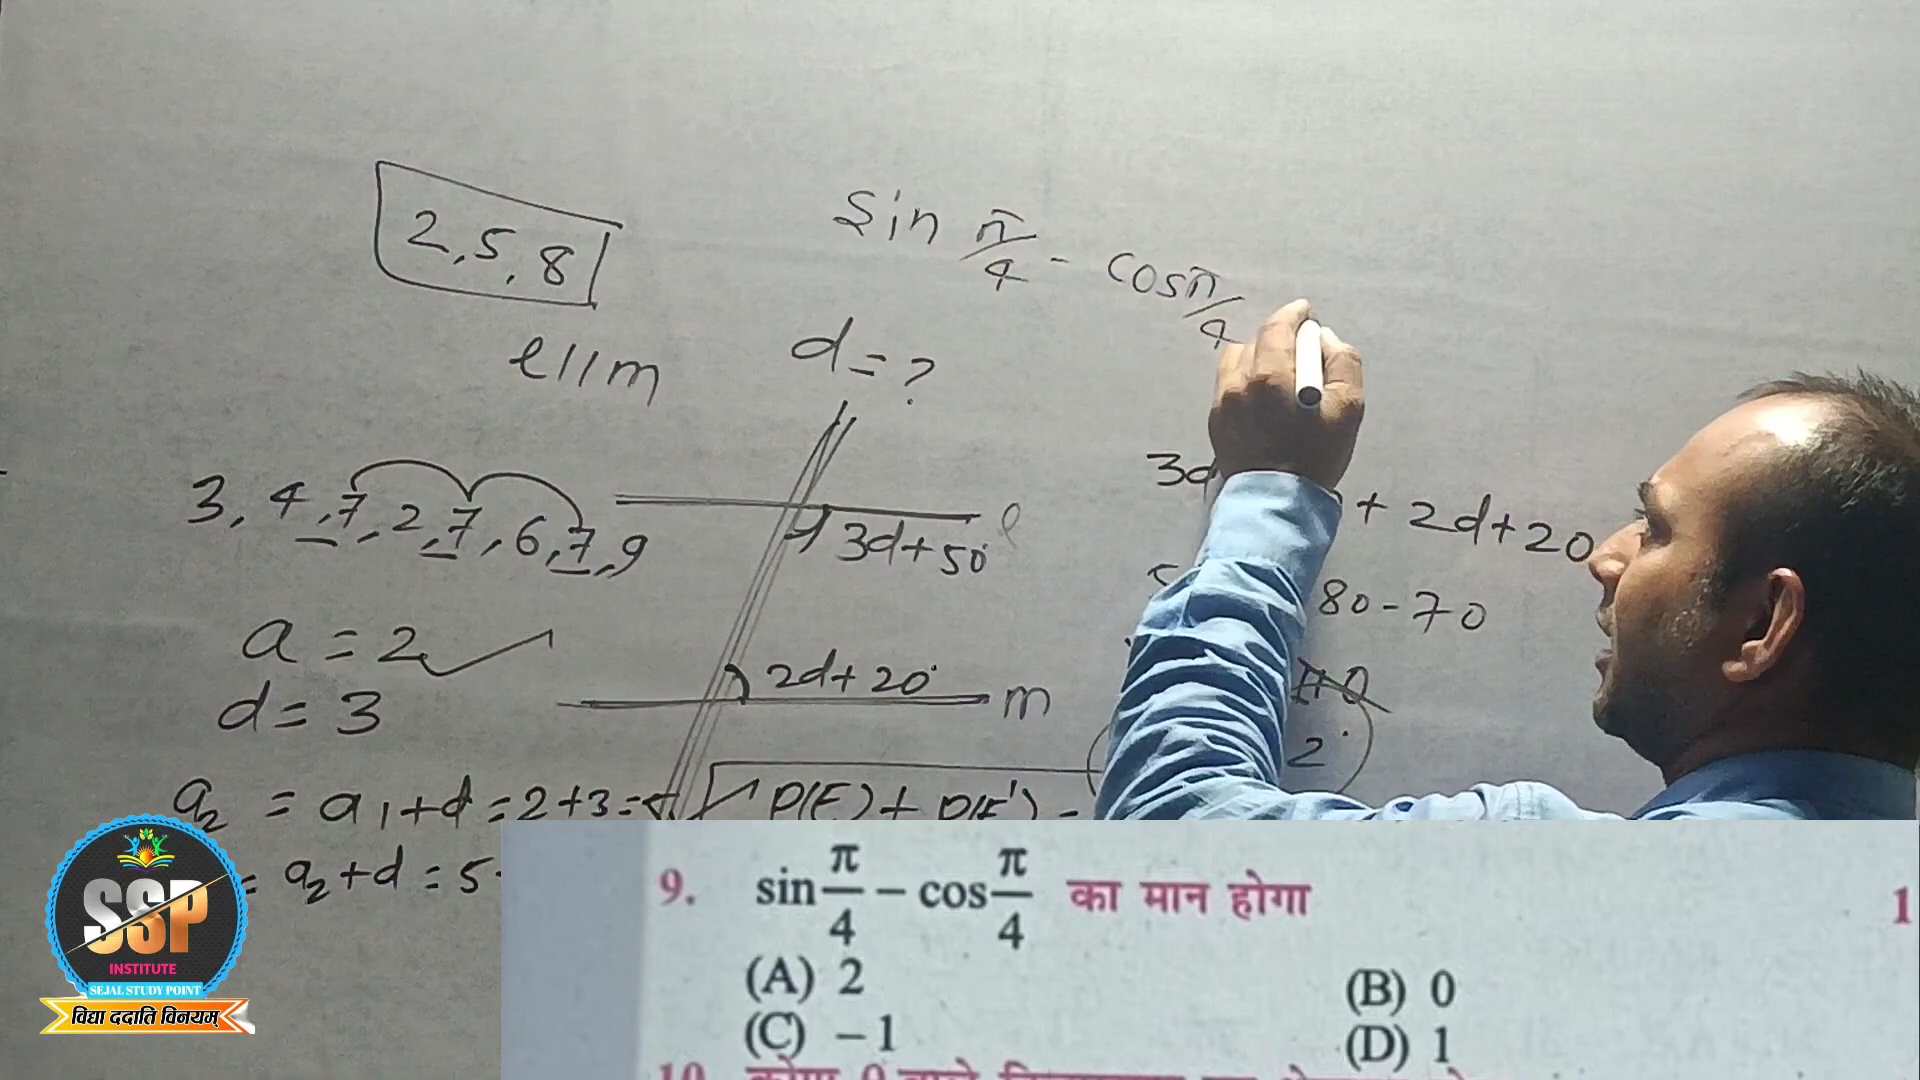 2, 5, 8
sin π/4 - cos π/4
l || m
d = ?
3, 4, 7, 2, 7, 6, 7, 9
l
3d+50°
+ 2d+20
80-70
a = 2 ✓
d = 3
2d+20°
m
2°
a₂ = a₁+d = 2+3 =
P(E) + P(E') =
= a₂+d = 5
SSP
INSTITUTE
SEJAL STUDY POINT
विद्या ददाति विनयम्
9. sin π/4 − cos π/4 का मान होगा 1
(A) 2 (B) 0
(C) −1 (D) 1